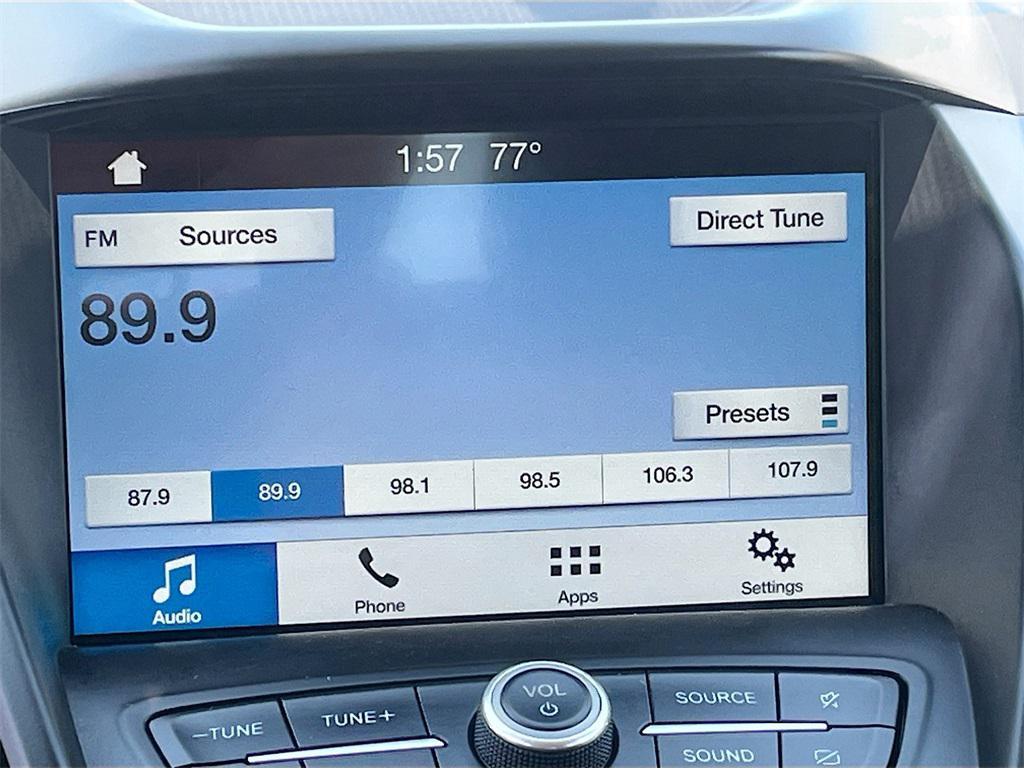 1:57 77°
FM Sources
Direct Tune
89.9
Presets
87.9 89.9 98.1 98.5 106.3 107.9
Audio Phone Apps Settings
VOL
–TUNE TUNE+ SOURCE
SOUND